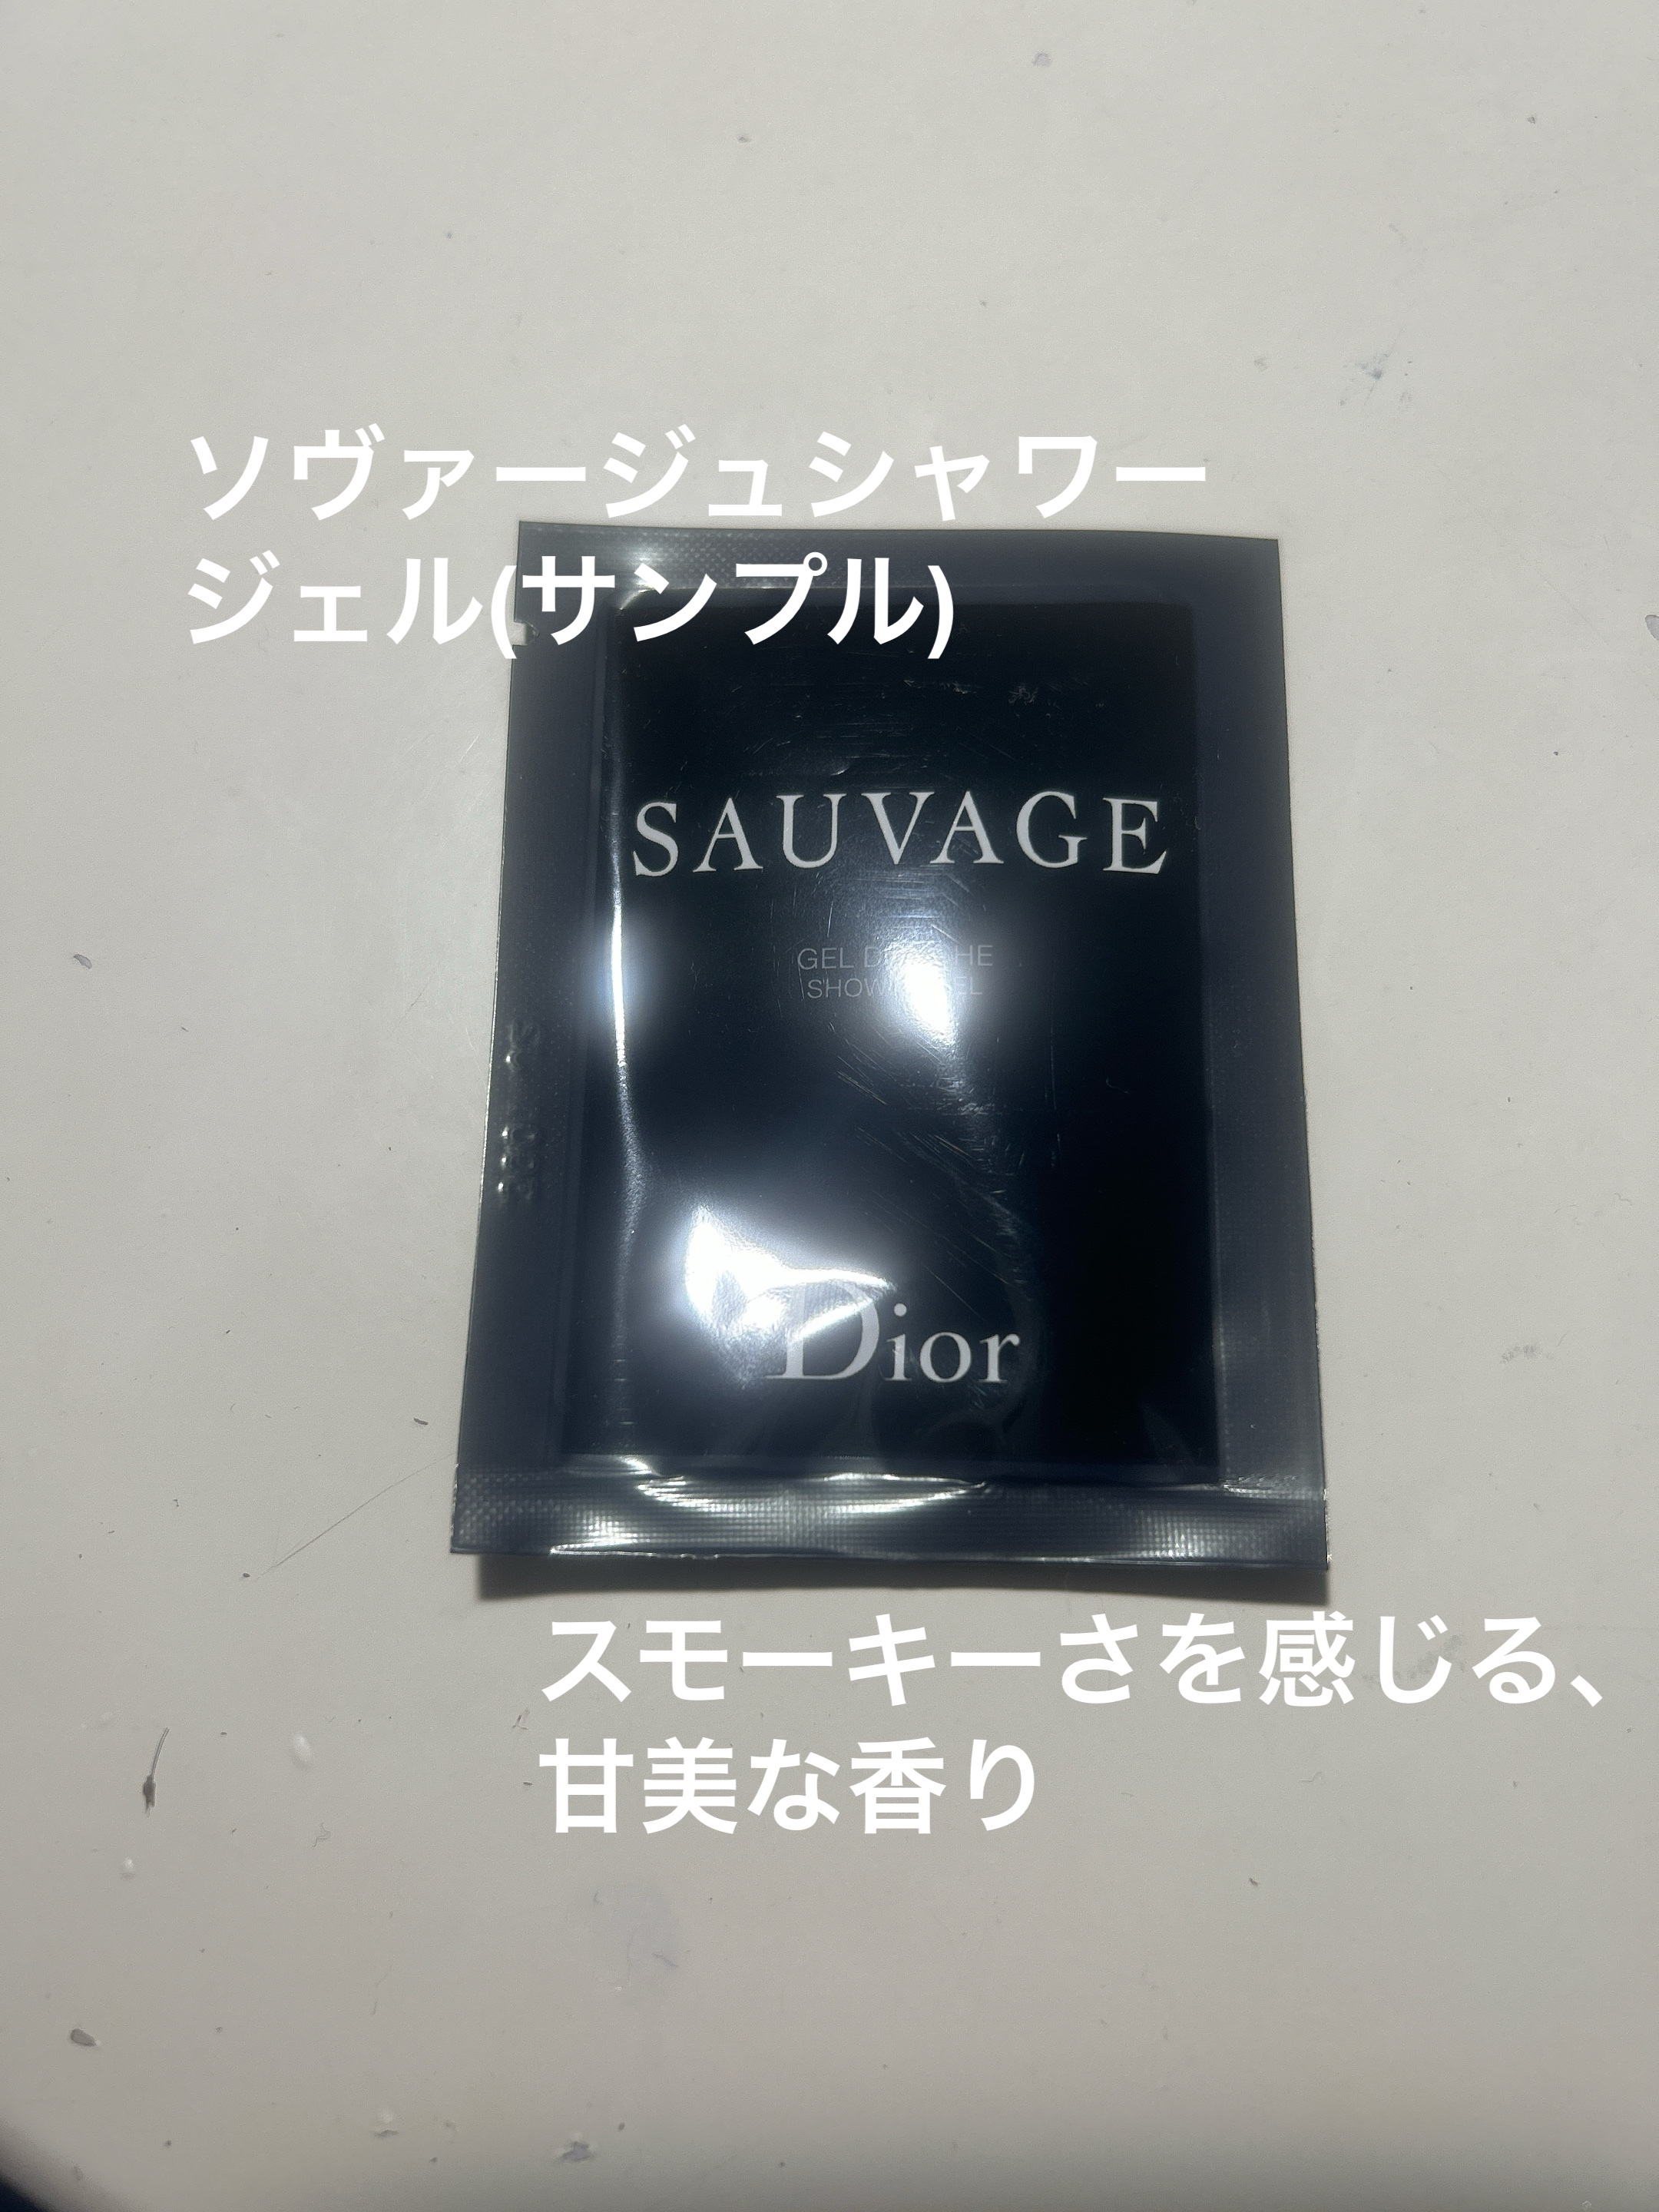 ソヴァージュシャワー
ジェル(サンプル)
SAUVAGE
GEL
Dior
スモーキーさを感じる、
甘美な香り